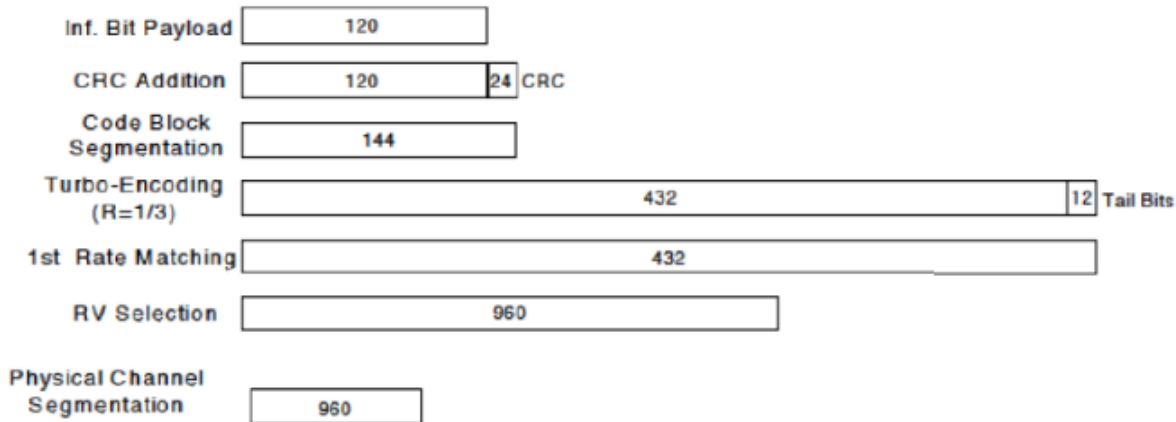 Inf. Bit Payload 120
CRC Addition 120 24 CRC
Code Block
Segmentation 144
Turbo-Encoding
(R=1/3) 432 12 Tail Bits
1st Rate Matching 432
RV Selection 960
Physical Channel
Segmentation 960